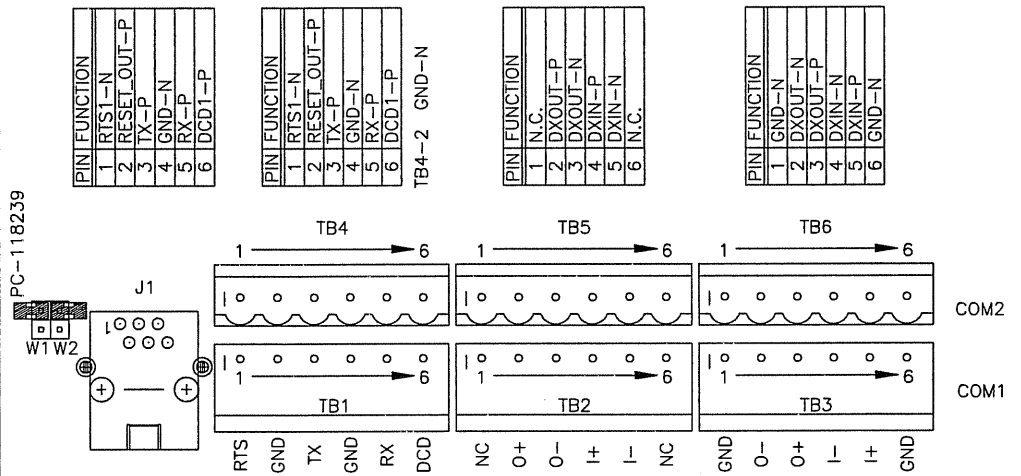 PIN FUNCTION
1 RTS1-N
2 RESET_OUT-P
3 TX-P
4 GND-N
5 RX-P
6 DCD1-P
PIN FUNCTION
1 RTS1-N
2 RESET_OUT-P
3 TX-P
4 GND-N
5 RX-P
6 DCD1-P
TB4-2 GND-N
PIN FUNCTION
1 N.C.
2 DXOUT-P
3 DXOUT-N
4 DXIN-P
5 DXIN-N
6 N.C.
PIN FUNCTION
1 GND-N
2 DXOUT-N
3 DXOUT-P
4 DXIN-N
5 DXIN-P
6 GND-N
PC-118239
W1 W2
J1
1
TB4
1 6
TB5
1 6
TB6
1 6
COM2
1 6
TB1
1 6
TB2
1 6
TB3
COM1
RTS
GND
TX
GND
RX
DCD
NC
O+
O-
I+
I-
NC
GND
O-
O+
I-
I+
GND